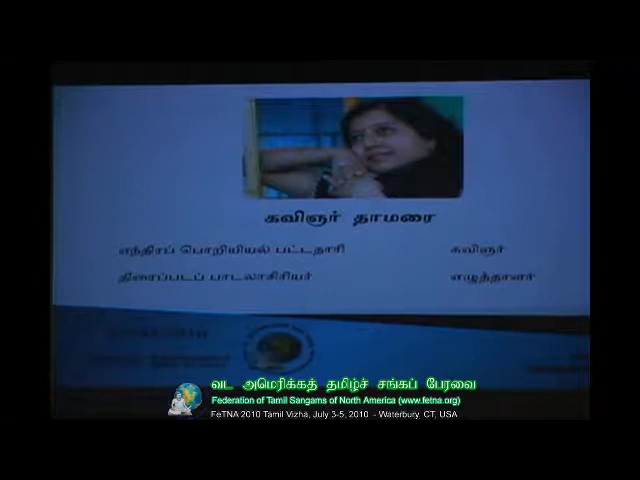 கவிஞர் தாமரை
எந்திரப் பொறியியல் பட்டதாரி கவிஞர்
திரைப்படப் பாடலாசிரியர் எழுத்தாளர்
வட அமெரிக்கத் தமிழ்ச் சங்கப் பேரவை
Federation of Tamil Sangams of North America (www.fetna.org)
FeTNA 2010 Tamil Vizha, July 3-5, 2010 - Waterbury, CT, USA